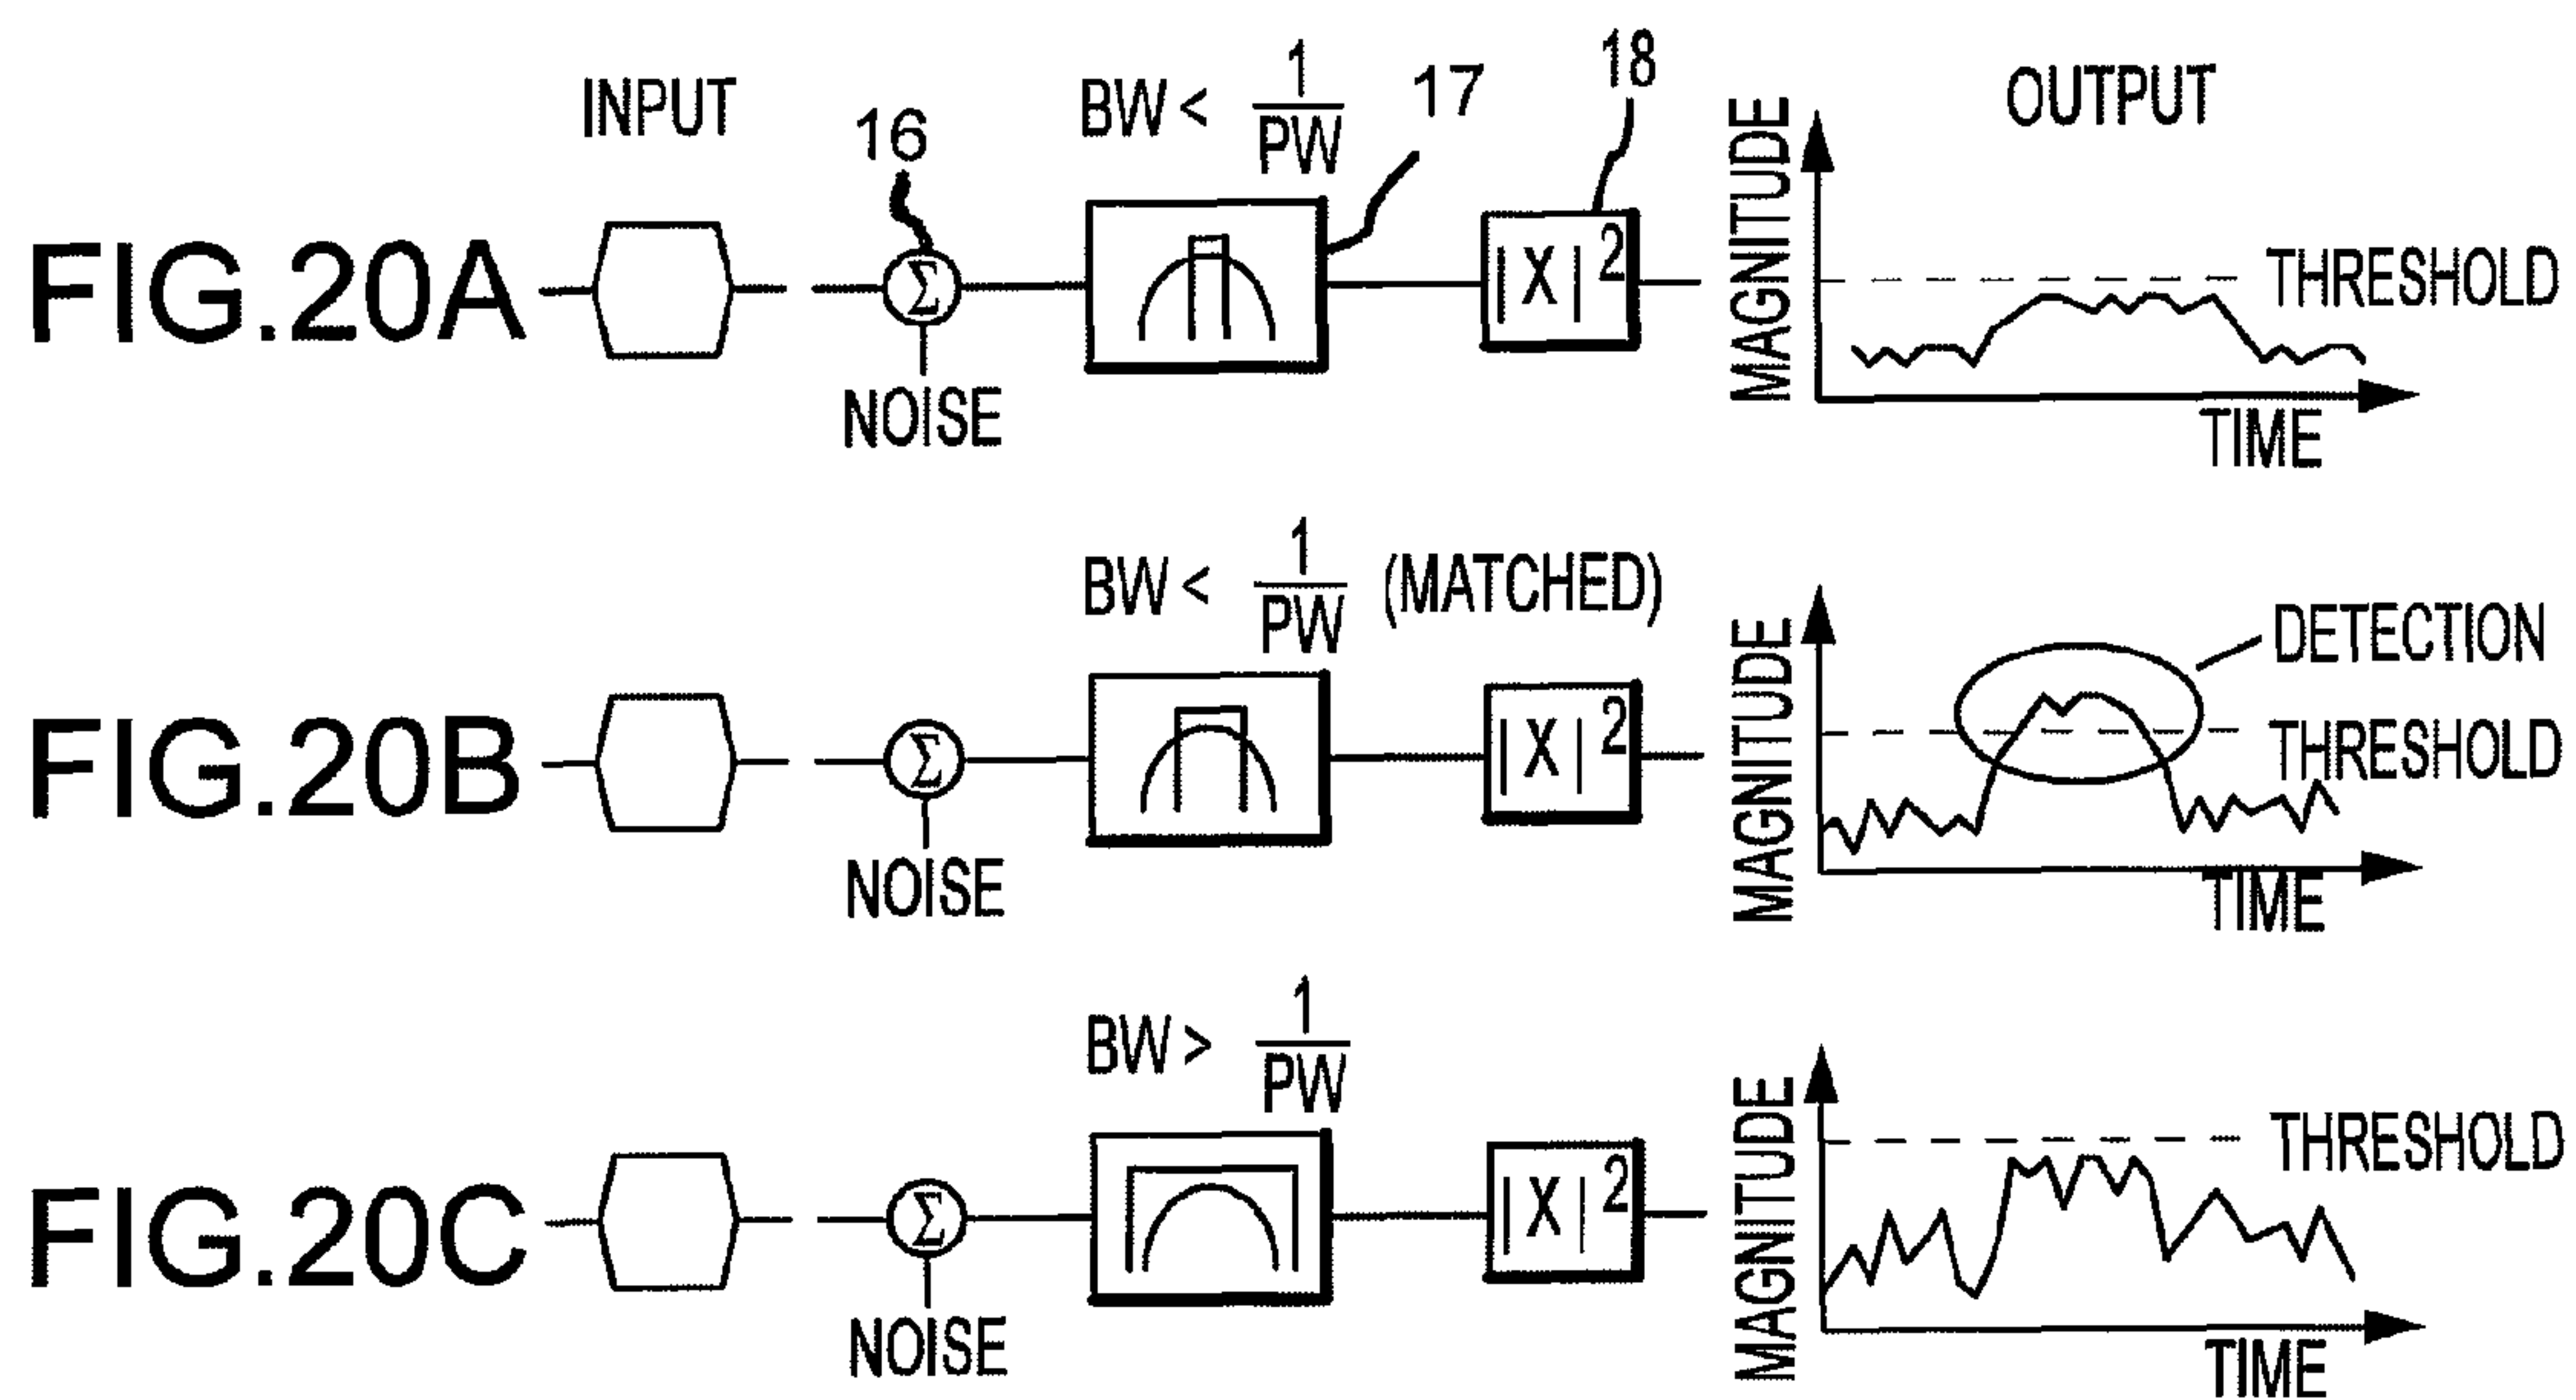 INPUT
16
BW < 1/PW
17
18
OUTPUT
FIG.20A
Σ
NOISE
|X|2
MAGNITUDE
THRESHOLD
TIME
BW < 1/PW (MATCHED)
FIG.20B
Σ
NOISE
|X|2
MAGNITUDE
DETECTION
THRESHOLD
TIME
BW > 1/PW
FIG.20C
Σ
NOISE
|X|2
MAGNITUDE
THRESHOLD
TIME